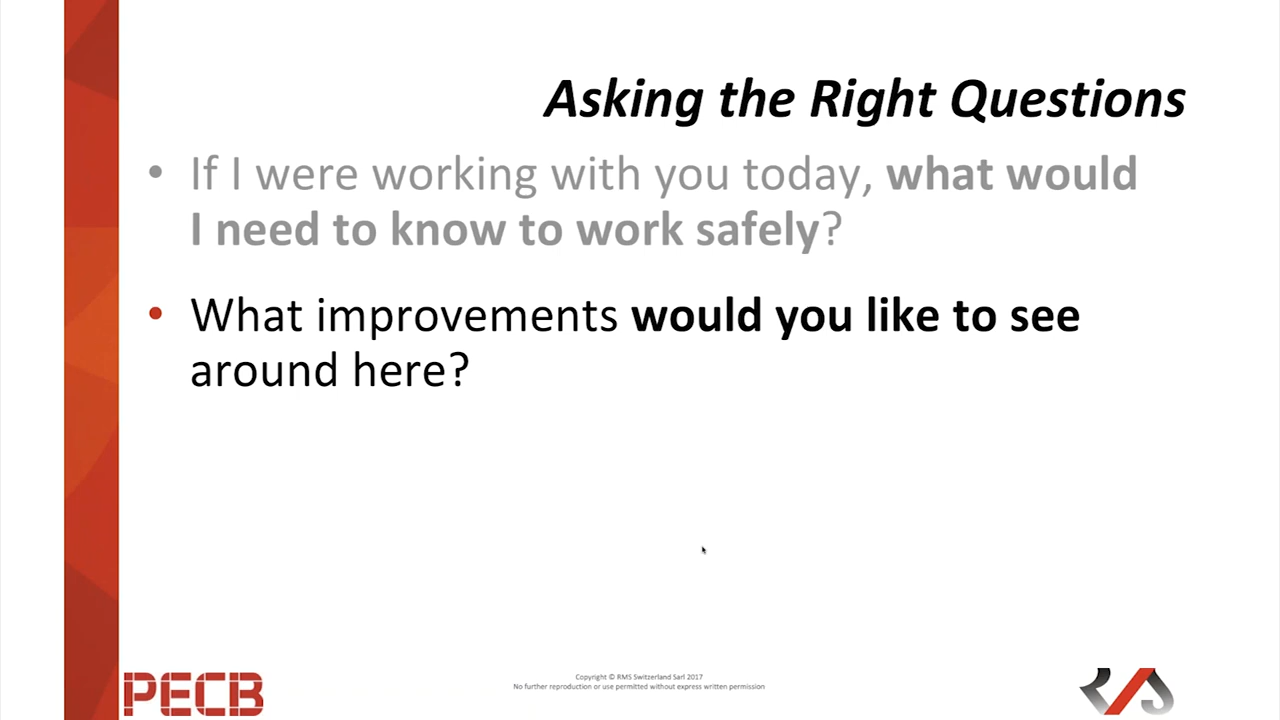 Asking the Right Questions
• If I were working with you today, what would
I need to know to work safely?
• What improvements would you like to see
around here?
PECB
Copyright © RMS Switzerland Sarl 2017
No further reproduction or use permitted without express written permission
RMS